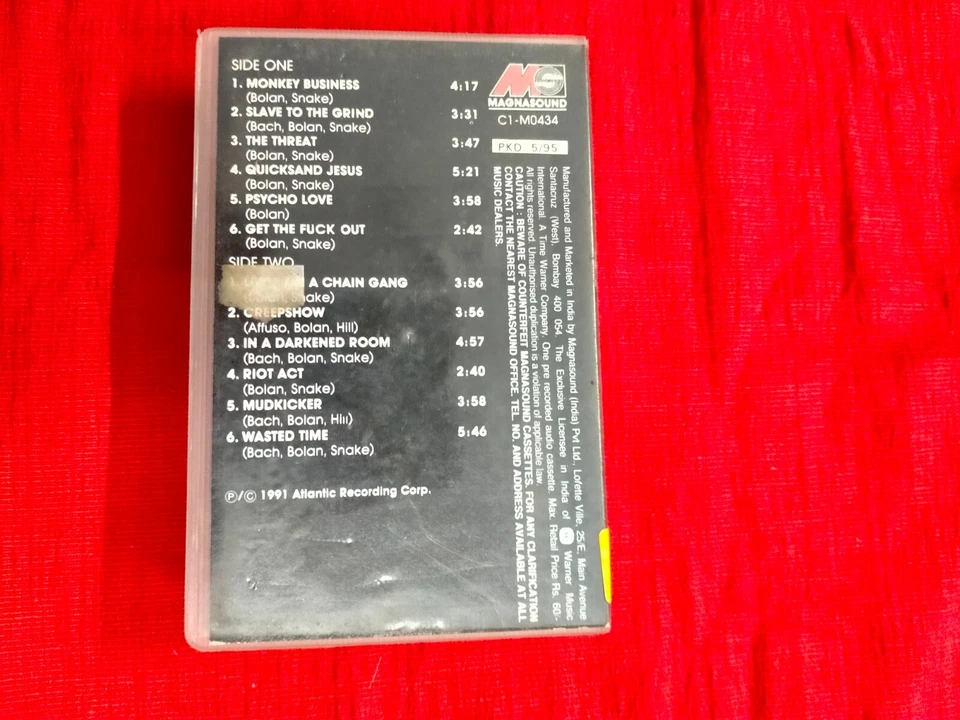 SIDE ONE
1. MONKEY BUSINESS 4:17
(Bolan, Snake)
2. SLAVE TO THE GRIND 3:31
(Bach, Bolan, Snake)
3. THE THREAT 3:47
(Bolan, Snake)
4. QUICKSAND JESUS 5:21
(Bolan, Snake)
5. PSYCHO LOVE 3:58
(Bolan)
6. GET THE FUCK OUT 2:42
(Bolan, Snake)
SIDE TWO
1. A CHAIN GANG 3:56
(Bolan, Snake)
2. CREEPSHOW 3:56
(Affuso, Bolan, Hill)
3. IN A DARKENED ROOM 4:57
(Bach, Bolan, Snake)
4. RIOT ACT 2:40
(Bolan, Snake)
5. MUDKICKER 3:58
(Bach, Bolan, Hill)
6. WASTED TIME 5:46
(Bach, Bolan, Snake)
Ⓟ/© 1991 Atlantic Recording Corp.
MAGNASOUND
C1-M0434
PKD 5/95
Manufactured and Marketed in India by Magnasound (India) Pvt Ltd., Lofette Ville, 25/E, Main Avenue
Santacruz (West), Bombay 400 054 The Exclusive Licensee in India of Warner Music
International. A Time Warner Company. One pre recorded audio cassette. Max. Retail Price Rs. 60/-
All rights reserved. Unauthorised duplication is a violation of applicable law.
CAUTION : BEWARE OF COUNTERFEIT MAGNASOUND CASSETTES. FOR ANY CLARIFICATION
CONTACT THE NEAREST MAGNASOUND OFFICE. TEL. NO. AND ADDRESS AVAILABLE AT ALL
MUSIC DEALERS.